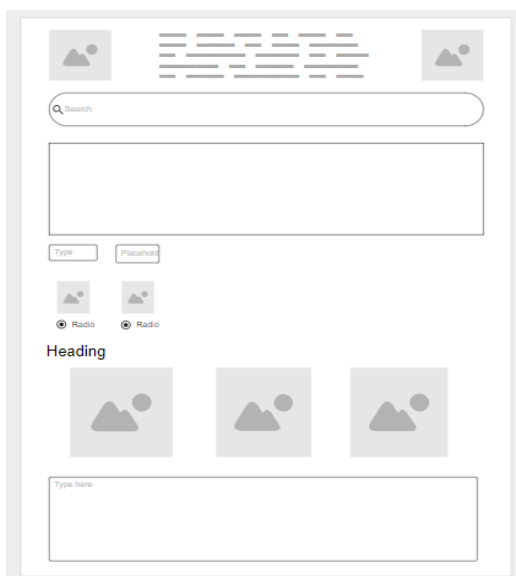 Search
Type
Placehold
Radio
Radio
Heading
Type here